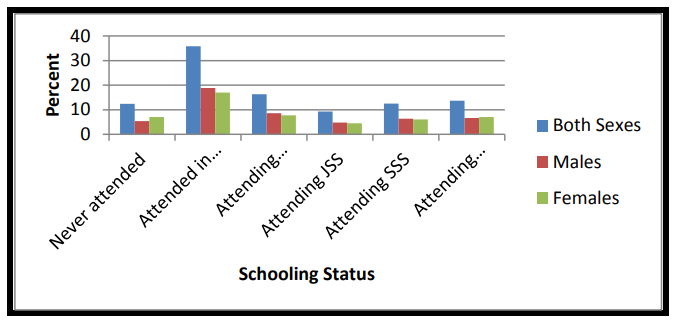 40
30
20
10
0
Percent
Never attended
Attended in...
Attending...
Attending JSS
Attending SSS
Attending...
Schooling Status
Both Sexes
Males
Females